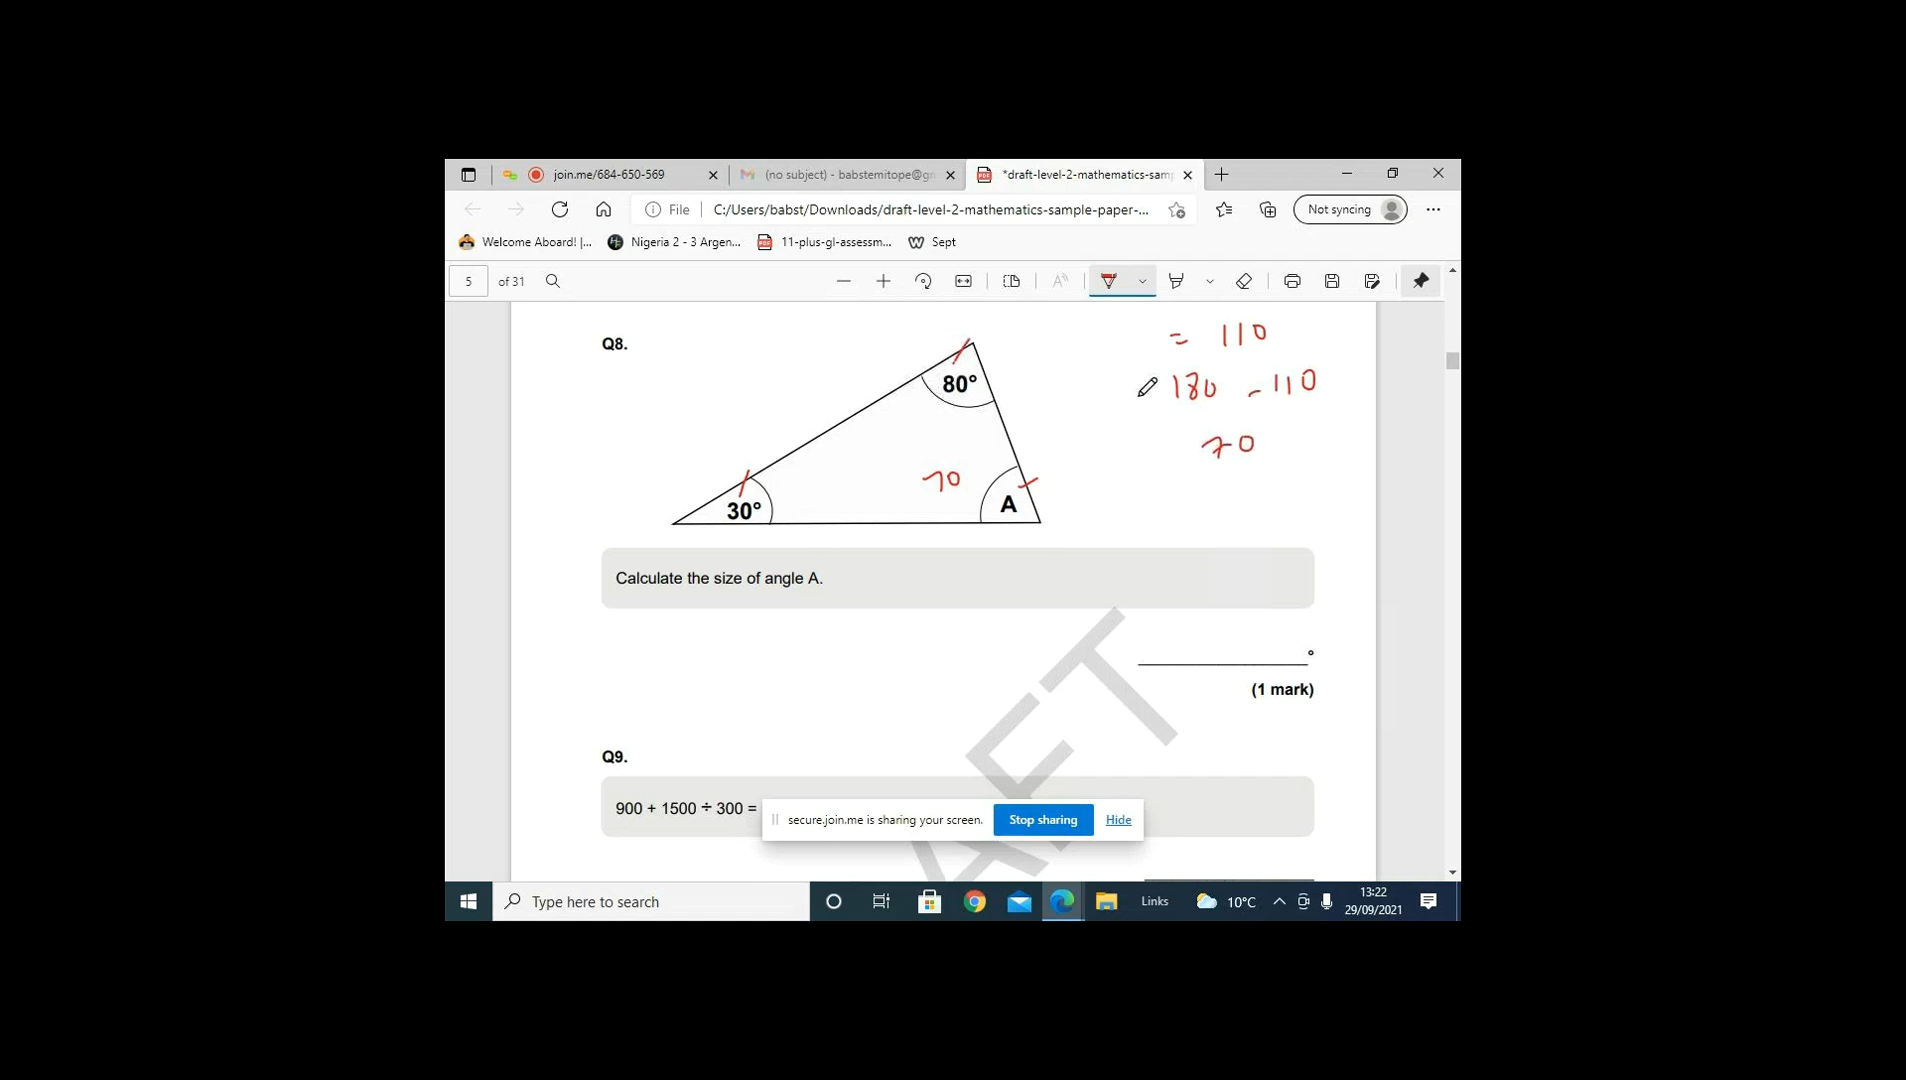 join.me/684-650-569
(no subject) - babstemitope@gm
*draft-level-2-mathematics-sam
File
C:/Users/babst/Downloads/draft-level-2-mathematics-sample-paper-...
Not syncing
Welcome Aboard! |...
Nigeria 2 - 3 Argen...
11-plus-gl-assessm...
Sept
5 of 31
Q8.
= 110
180 - 110
70
80°
70
30°
A
Calculate the size of angle A.
°
(1 mark)
Q9.
900 + 1500 ÷ 300 =
secure.join.me is sharing your screen.
Stop sharing
Hide
AFT
Type here to search
Links
10°C
13:22
29/09/2021